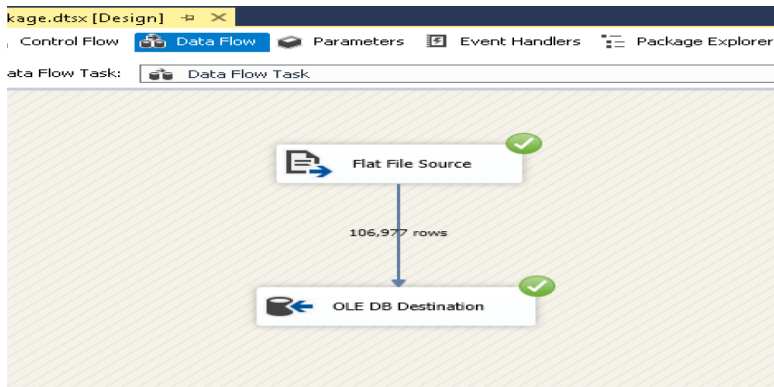 kage.dtsx [Design]
Control Flow Data Flow Parameters Event Handlers Package Explorer
ata Flow Task: Data Flow Task
Flat File Source
106,977 rows
OLE DB Destination